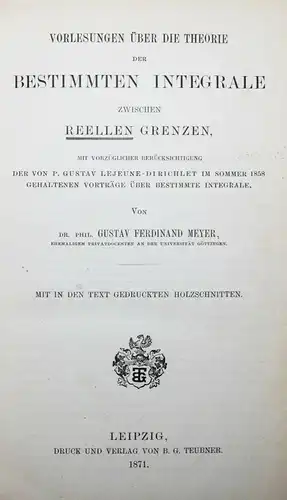 VORLESUNGEN ÜBER DIE THEORIE
DER
BESTIMMTEN INTEGRALE
ZWISCHEN
REELLEN GRENZEN,
MIT VORZÜGLICHER BERÜCKSICHTIGUNG
DER VON P. GUSTAV LEJEUNE-DIRICHLET IM SOMMER 1858
GEHALTENEN VORTRÄGE ÜBER BESTIMMTE INTEGRALE.
VON
DR. PHIL. GUSTAV FERDINAND MEYER,
EHEMALIGEM PRIVATDOCENTEN AN DER UNIVERSITÄT GÖTTINGEN.
MIT IN DEN TEXT GEDRUCKTEN HOLZSCHNITTEN.
LEIPZIG,
DRUCK UND VERLAG VON B. G. TEUBNER.
1871.